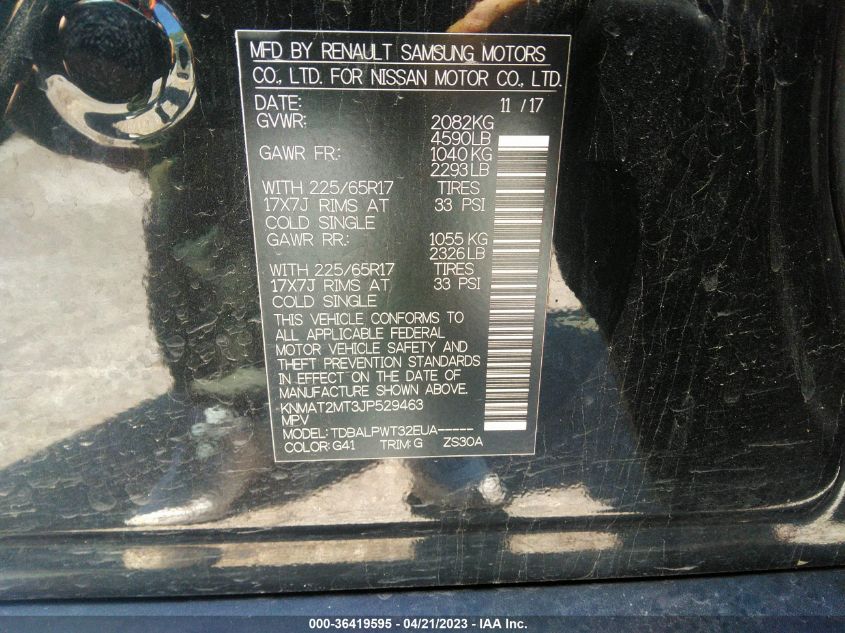 MFD BY RENAULT SAMSUNG MOTORS
CO., LTD. FOR NISSAN MOTOR CO., LTD.
DATE: 11 / 17
GVWR: 2082KG
4590LB
GAWR FR.: 1040 KG
2293 LB
WITH 225/65R17 TIRES
17X7J RIMS AT 33 PSI
COLD SINGLE
GAWR RR.: 1055 KG
2326 LB
WITH 225/65R17 TIRES
17X7J RIMS AT 33 PSI
COLD SINGLE
THIS VEHICLE CONFORMS TO
ALL APPLICABLE FEDERAL
MOTOR VEHICLE SAFETY AND
THEFT PREVENTION STANDARDS
IN EFFECT ON THE DATE OF
MANUFACTURE SHOWN ABOVE.
KNMAT2MT3JP529463
MPV
MODEL: TDBALPWT32EUA-----
COLOR: G41 TRIM: G ZS30A
000-36419595 - 04/21/2023 - IAA Inc.